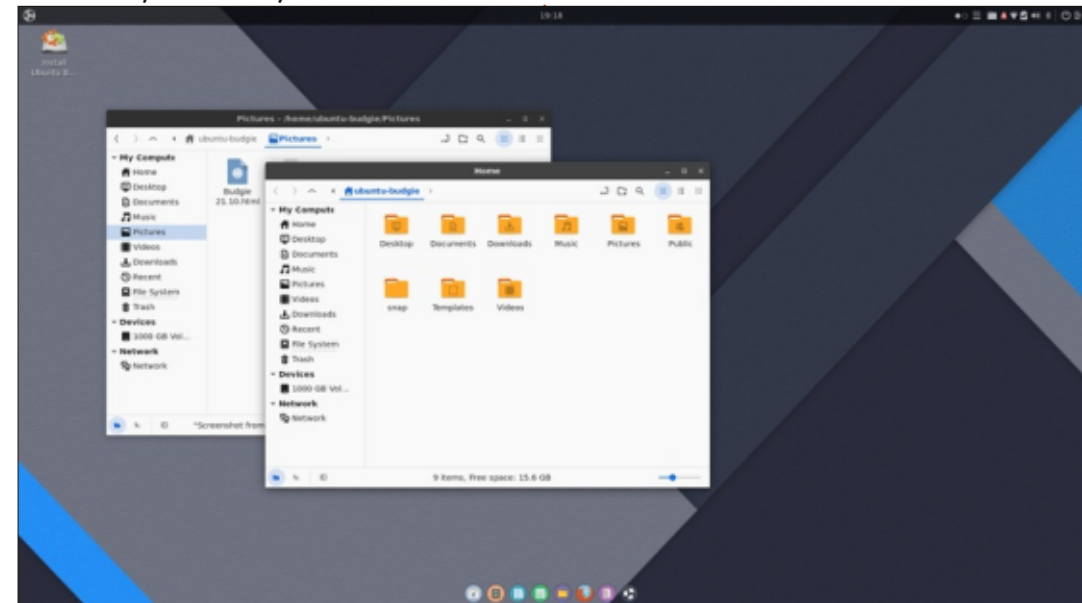 19:18
Install
Ubuntu B...
Pictures - /home/ubuntu-budgie/Pictures
ubuntu-budgie
Pictures
My Compute
Home
Desktop
Documents
Music
Pictures
Videos
Downloads
Recent
File System
Trash
Devices
1000 GB Vol...
Network
Network
Budgie
21.10.html
"Screenshot from
Home
ubuntu-budgie
My Compute
Home
Desktop
Documents
Music
Pictures
Videos
Downloads
Recent
File System
Trash
Devices
1000 GB Vol...
Network
Network
Desktop Documents Downloads Music Pictures Public
snap Templates Videos
9 items, Free space: 15.6 GB